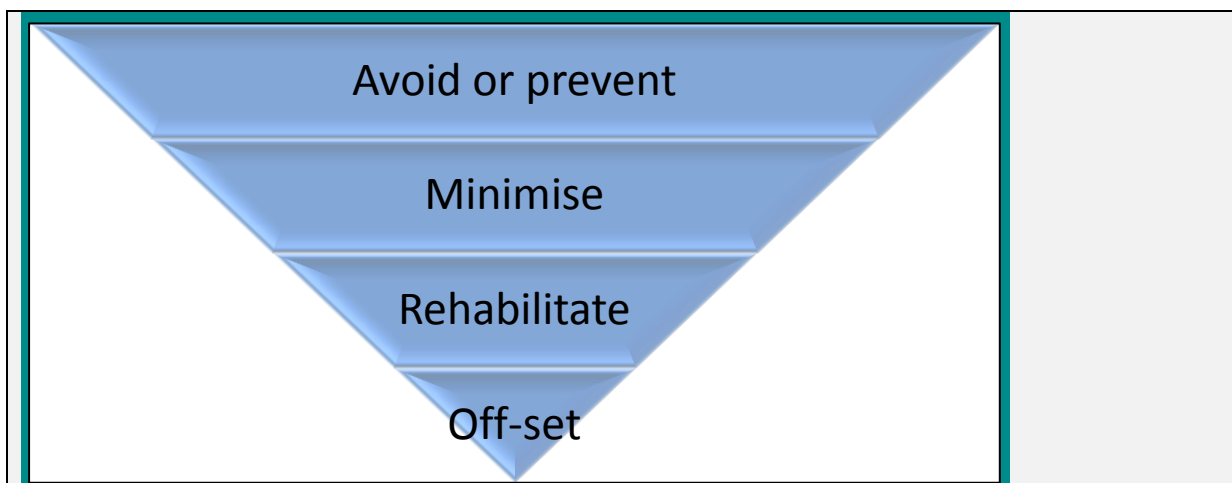 Avoid or prevent
Minimise
Rehabilitate
Off-set